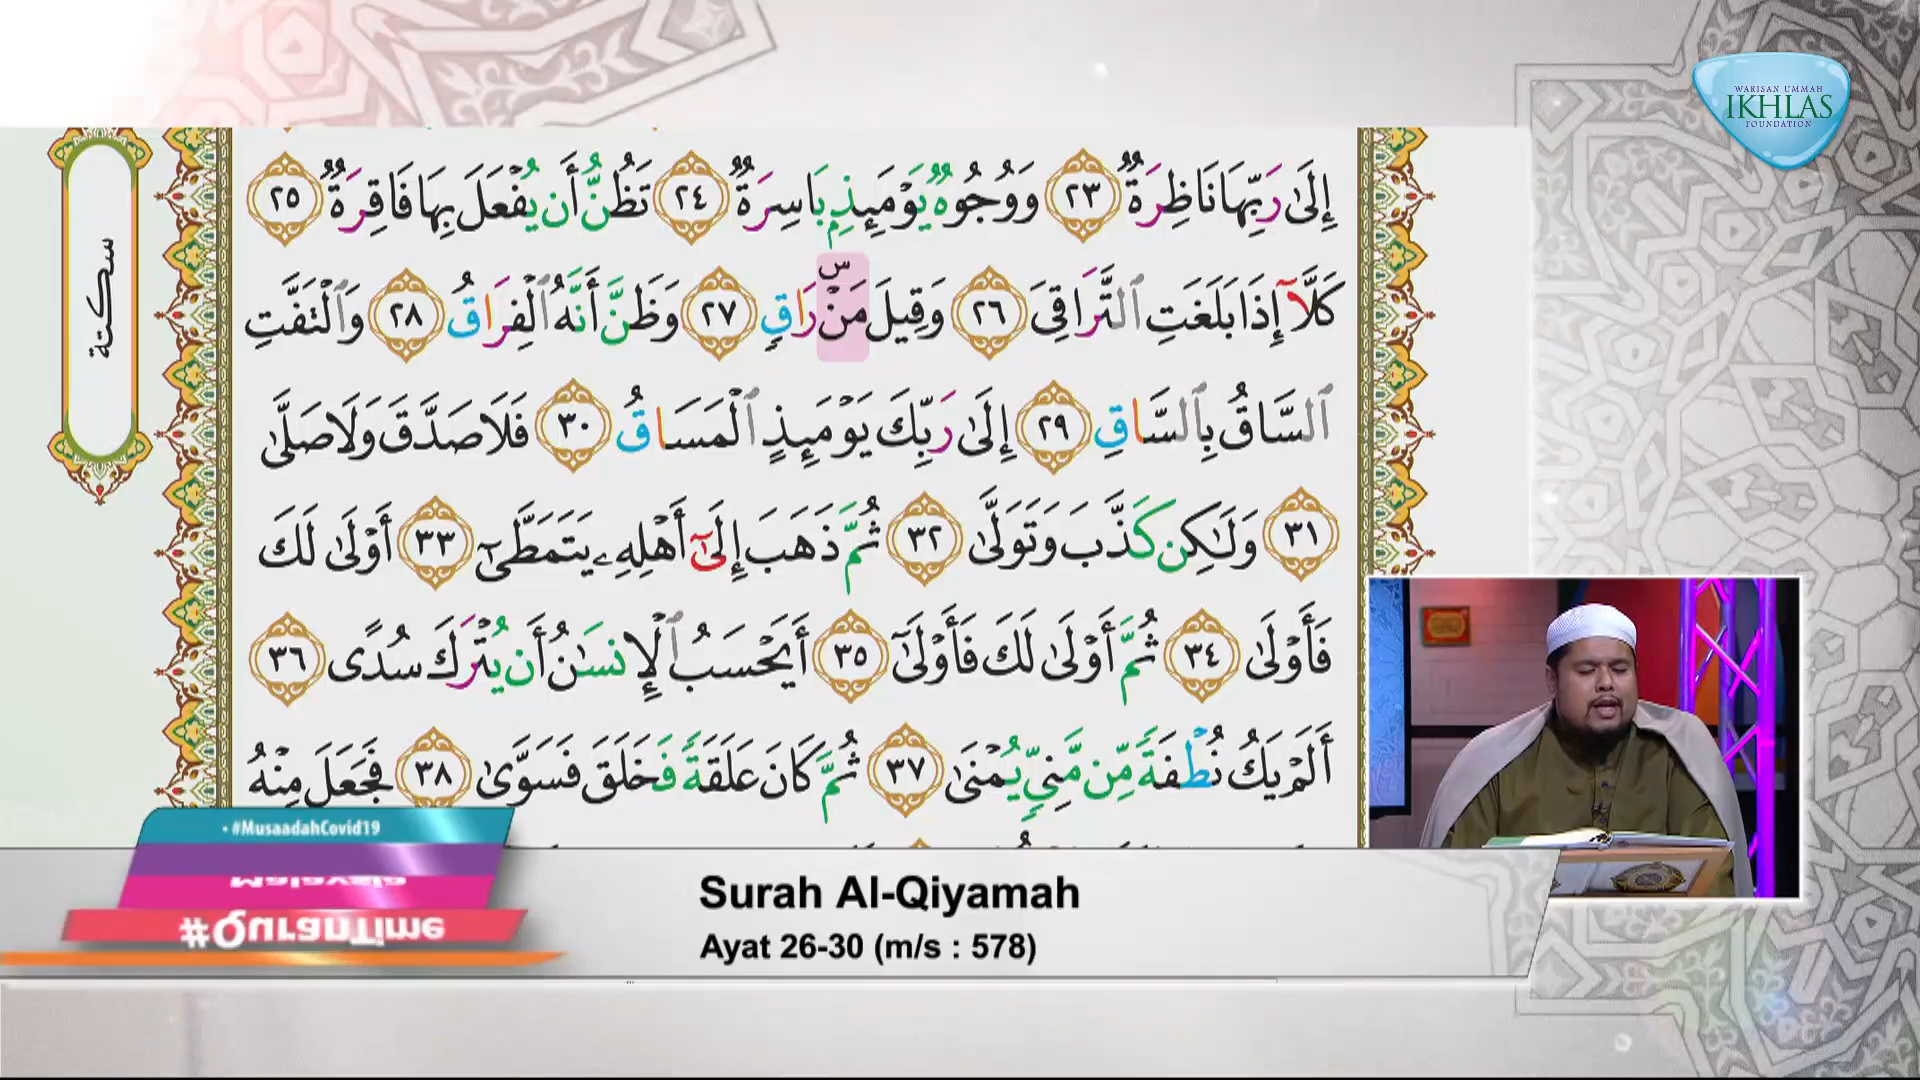 WARISAN UMMAH
IKHLAS
FOUNDATION
سكتة
إِلَىٰ رَبِّهَا نَاظِرَةٌ ٢٣ وَوُجُوهٌ يَوْمَئِذٍۭ بَاسِرَةٌ ٢٤ تَظُنُّ أَن يُفْعَلَ بِهَا فَاقِرَةٌ ٢٥
كَلَّآ إِذَا بَلَغَتِ ٱلتَّرَاقِىَ ٢٦ وَقِيلَ مَنْۜ رَاقٍ ٢٧ وَظَنَّ أَنَّهُ ٱلْفِرَاقُ ٢٨ وَٱلْتَفَّتِ
ٱلسَّاقُ بِٱلسَّاقِ ٢٩ إِلَىٰ رَبِّكَ يَوْمَئِذٍ ٱلْمَسَاقُ ٣٠ فَلَا صَدَّقَ وَلَا صَلَّىٰ
٣١ وَلَـٰكِن كَذَّبَ وَتَوَلَّىٰ ٣٢ ثُمَّ ذَهَبَ إِلَىٰٓ أَهْلِهِۦ يَتَمَطَّىٰٓ ٣٣ أَوْلَىٰ لَكَ
فَأَوْلَىٰ ٣٤ ثُمَّ أَوْلَىٰ لَكَ فَأَوْلَىٰٓ ٣٥ أَيَحْسَبُ ٱلْإِنسَـٰنُ أَن يُتْرَكَ سُدًى ٣٦
أَلَمْ يَكُ نُطْفَةً مِّن مَّنِىٍّ يُمْنَىٰ ٣٧ ثُمَّ كَانَ عَلَقَةً فَخَلَقَ فَسَوَّىٰ ٣٨ فَجَعَلَ مِنْهُ
• #MusaadahCovid19
Malaysia
#QuranTime
Surah Al-Qiyamah
Ayat 26-30 (m/s : 578)